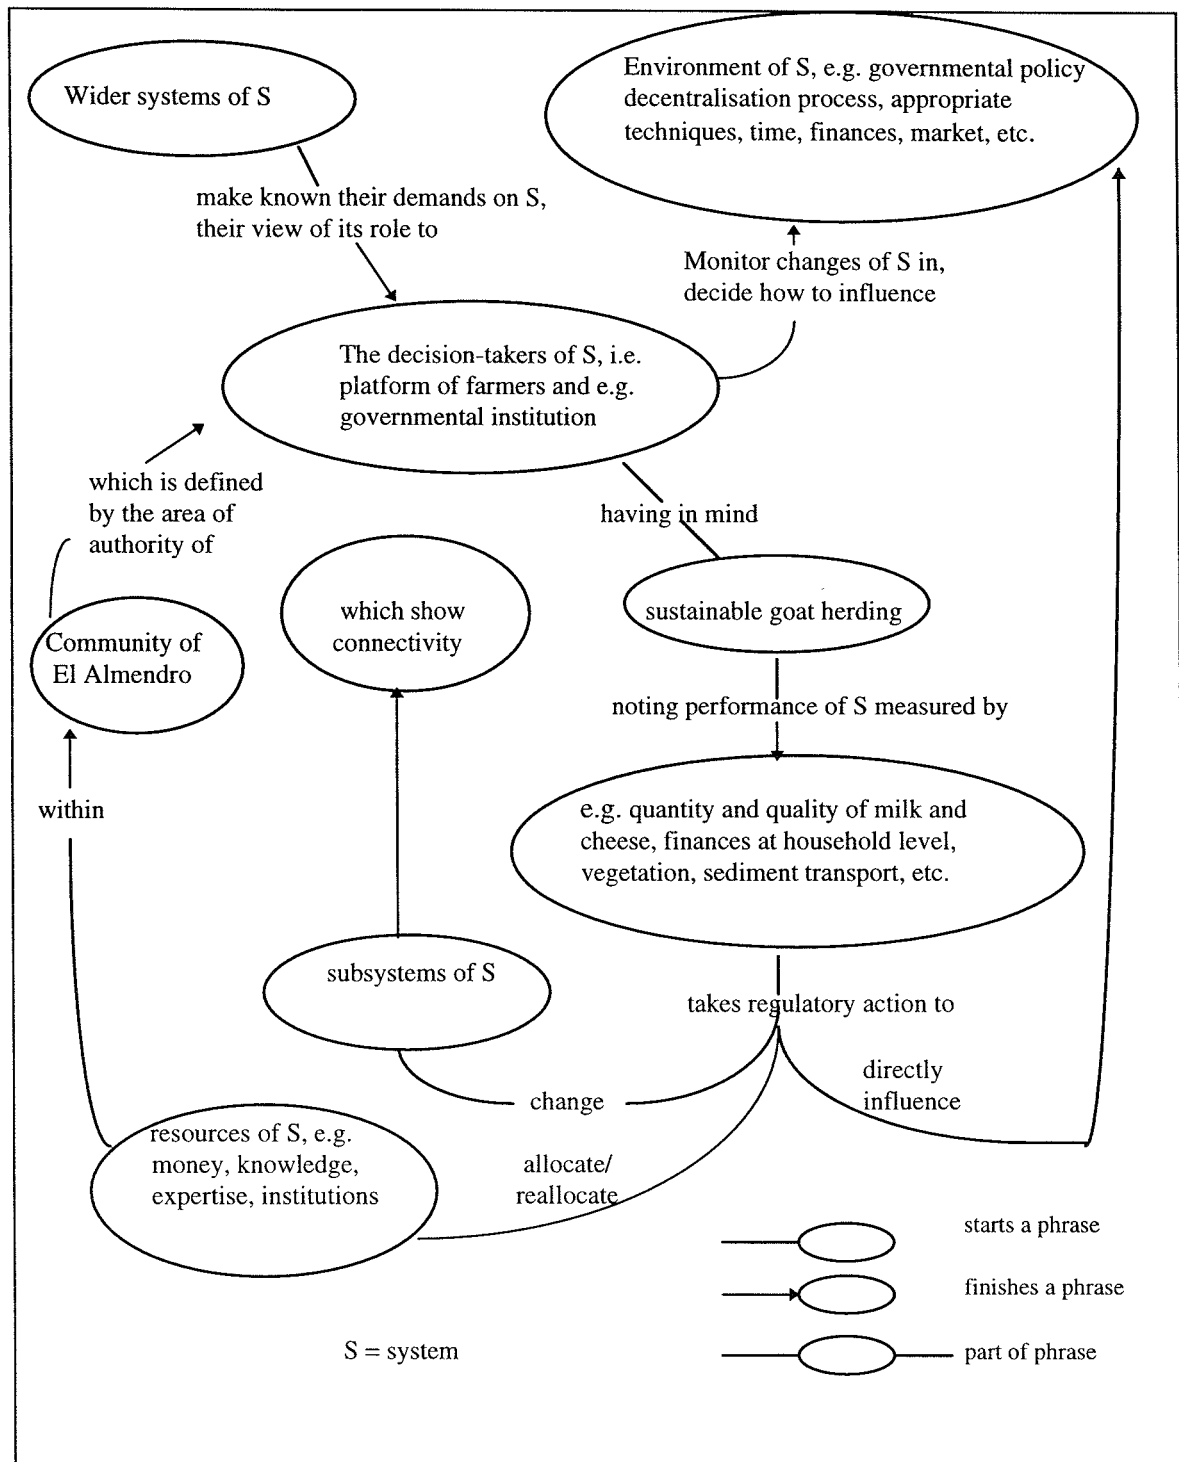 Wider systems of S
Environment of S, e.g. governmental policy
decentralisation process, appropriate
techniques, time, finances, market, etc.
make known their demands on S,
their view of its role to
Monitor changes of S in,
decide how to influence
The decision-takers of S, i.e.
platform of farmers and e.g.
governmental institution
which is defined
by the area of
authority of
having in mind
which show
connectivity
sustainable goat herding
Community of
El Almendro
noting performance of S measured by
within
e.g. quantity and quality of milk and
cheese, finances at household level,
vegetation, sediment transport, etc.
subsystems of S
takes regulatory action to
directly
influence
change
resources of S, e.g.
money, knowledge,
expertise, institutions
allocate/
reallocate
starts a phrase
finishes a phrase
S = system
part of phrase